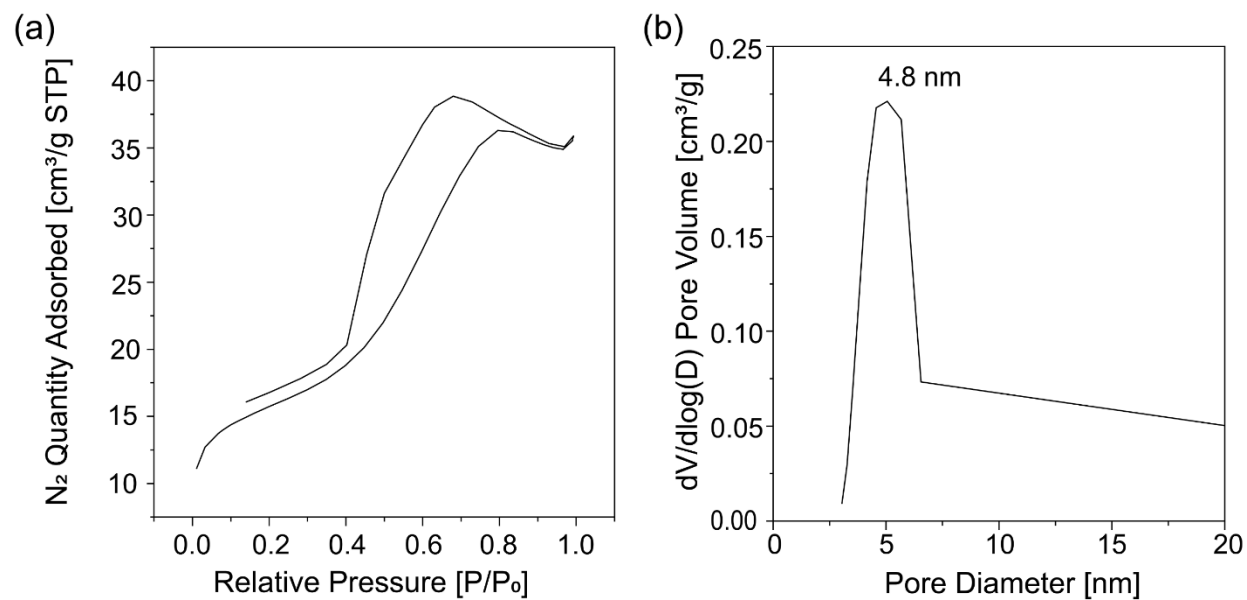 (a)
N₂ Quantity Adsorbed [cm³/g STP]
40
35
30
25
20
15
10
0.0 0.2 0.4 0.6 0.8 1.0
Relative Pressure [P/P₀]
(b)
dV/dlog(D) Pore Volume [cm³/g]
0.25
0.20
0.15
0.10
0.05
0.00
4.8 nm
0 5 10 15 20
Pore Diameter [nm]